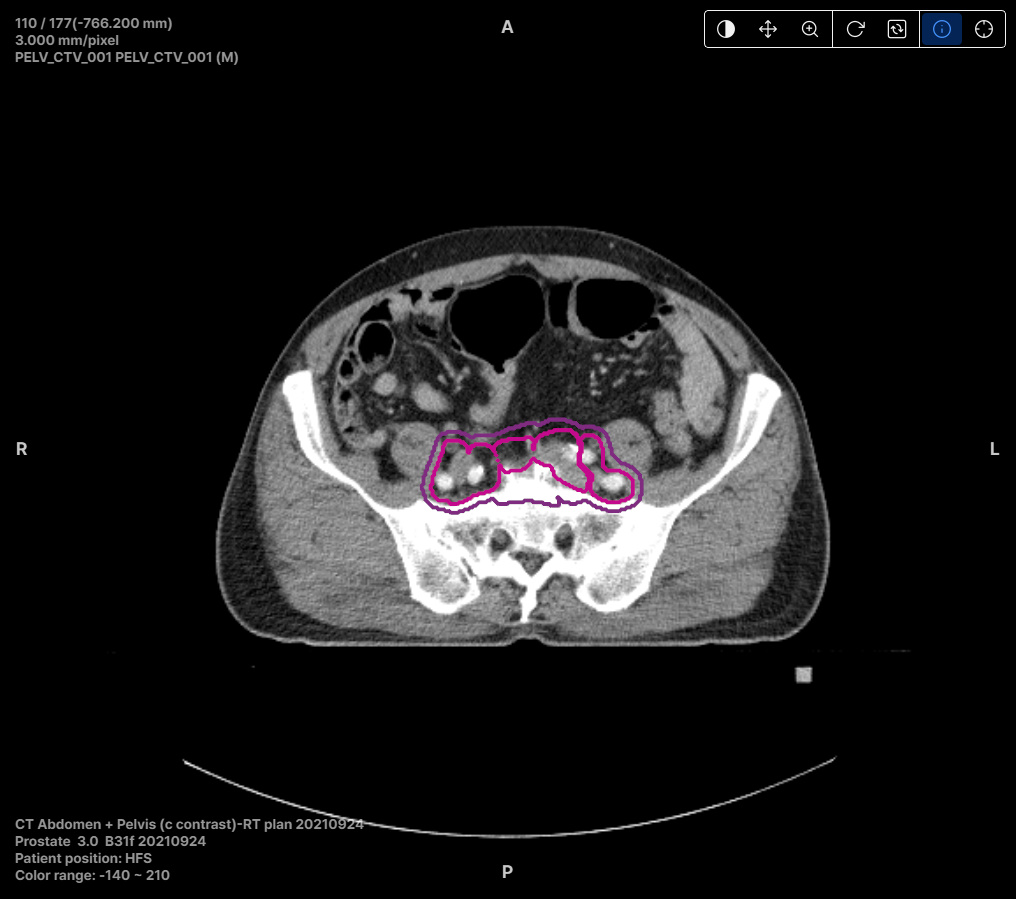 110 / 177(-766.200 mm)
3.000 mm/pixel
PELV_CTV_001 PELV_CTV_001 (M)
A
R
L
CT Abdomen + Pelvis (c contrast)-RT plan 20210924
Prostate  3.0  B31f 20210924
Patient position: HFS
Color range: -140 ~ 210
P